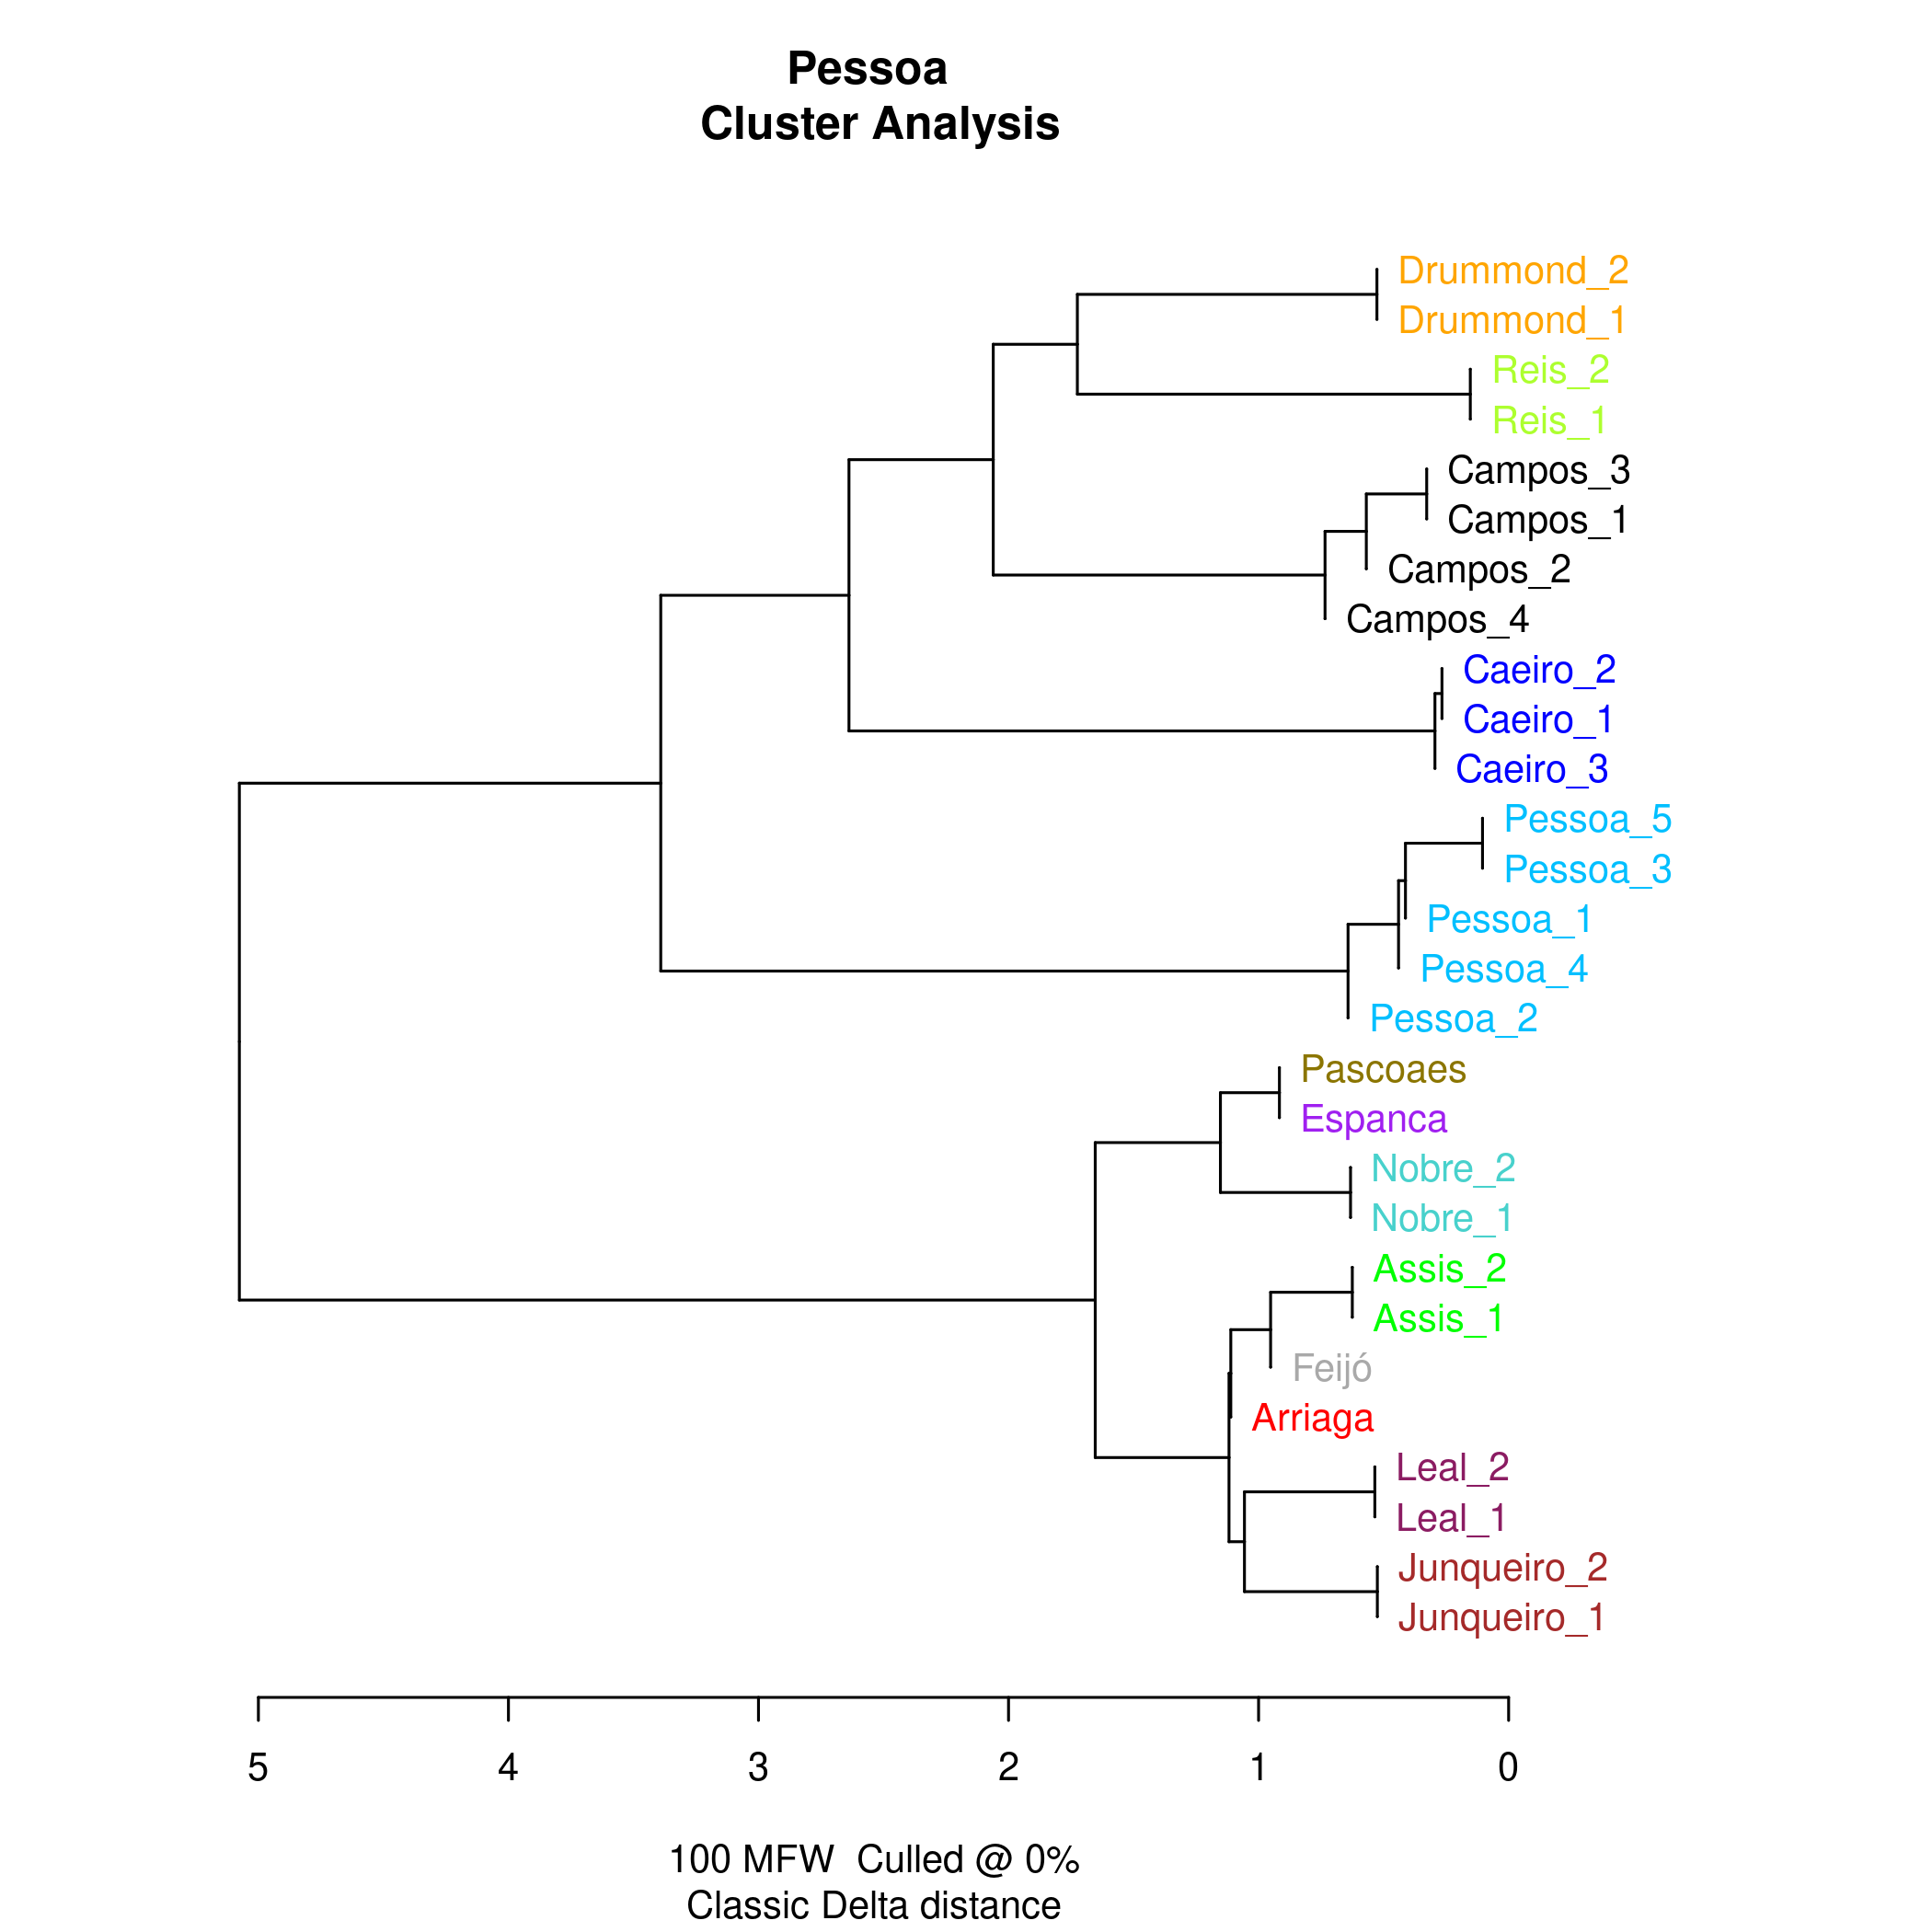 Pessoa
Cluster Analysis
Drummond_2
Drummond_1
Reis_2
Reis_1
Campos_3
Campos_1
Campos_2
Campos_4
Caeiro_2
Caeiro_1
Caeiro_3
Pessoa_5
Pessoa_3
Pessoa_1
Pessoa_4
Pessoa_2
Pascoaes
Espanca
Nobre_2
Nobre_1
Assis_2
Assis_1
Feijó
Arriaga
Leal_2
Leal_1
Junqueiro_2
Junqueiro_1
5 4 3 2 1 0
100 MFW  Culled @ 0%
Classic Delta distance